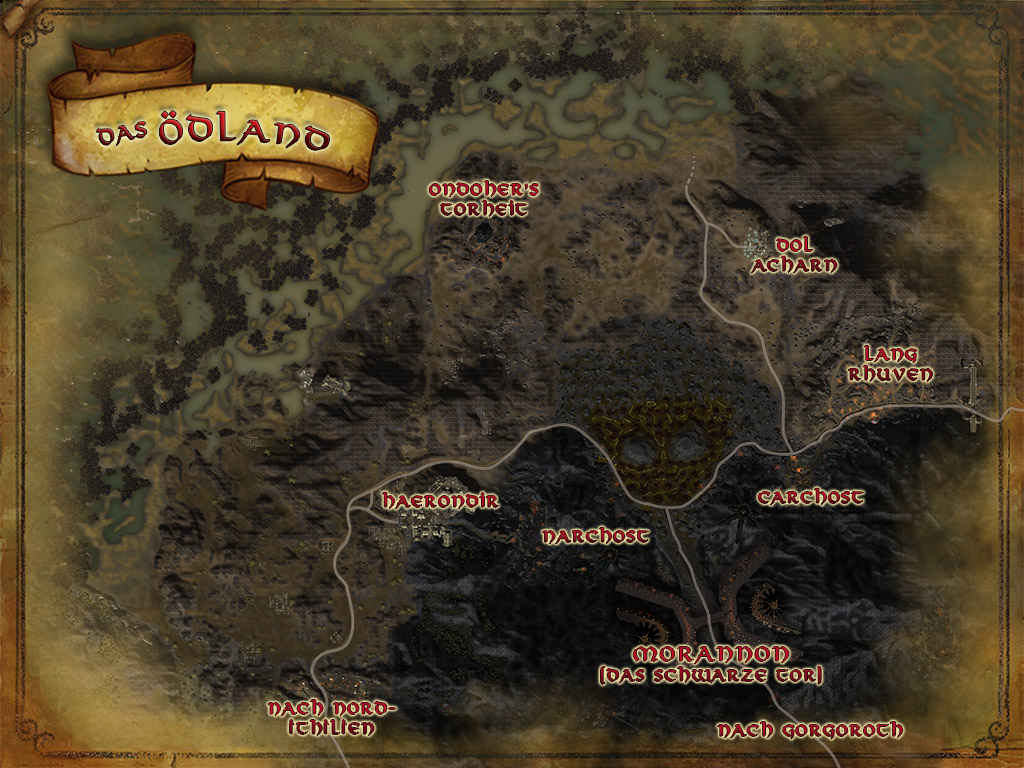 Das Ödland
Ondoher's
Torheit
Dol
Acharn
Lang
Rhuven
Haerondir
Carchost
Narchost
Morannon
(Das Schwarze Tor)
Nach Nord-
Ithilien
Nach Gorgoroth